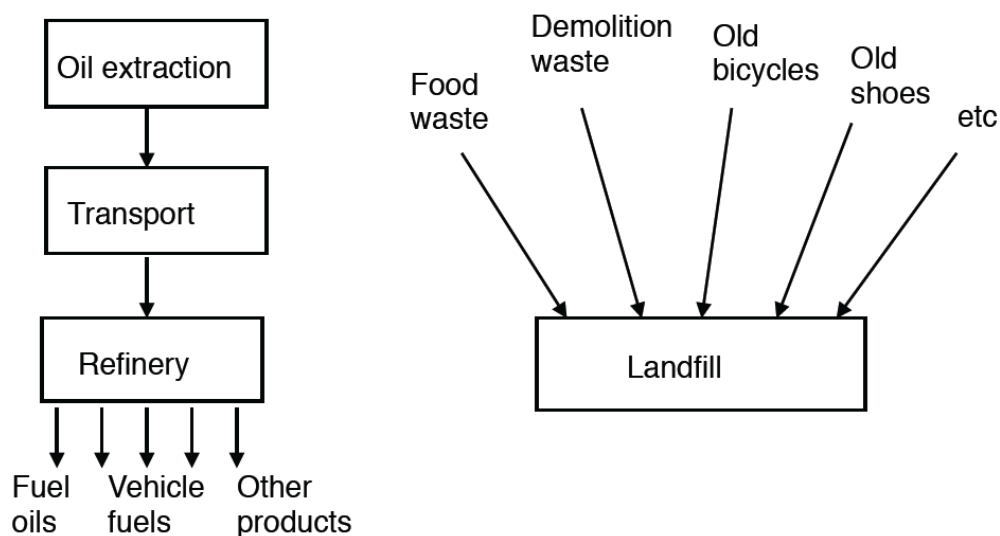 Oil extraction
Transport
Refinery
Fuel
oils
Vehicle
fuels
Other
products
Food
waste
Demolition
waste
Old
bicycles
Old
shoes
etc
Landfill